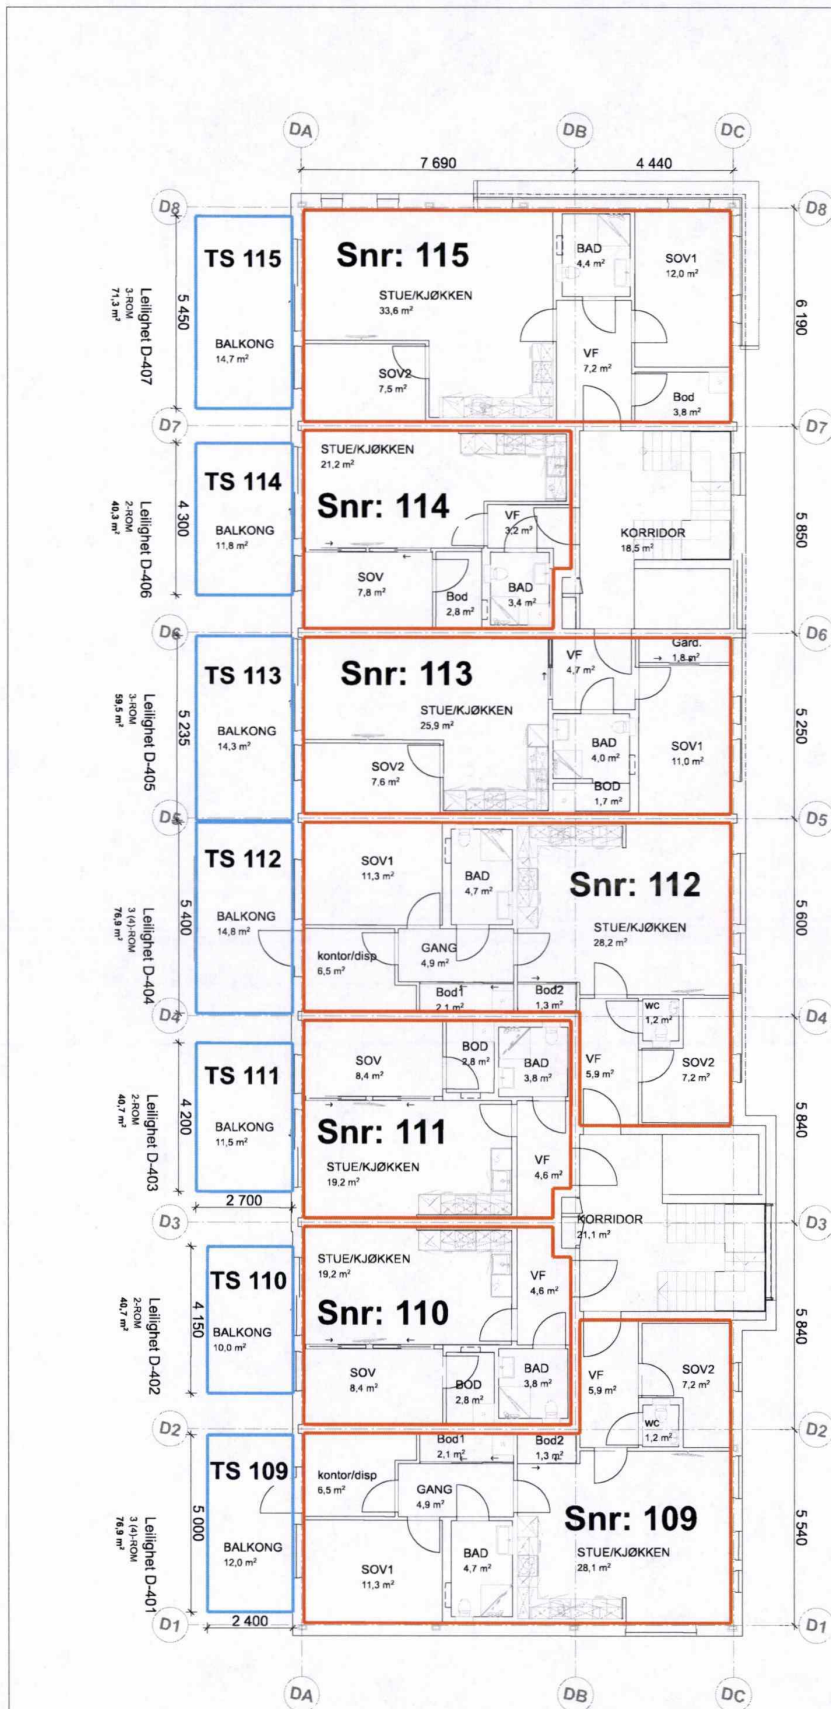 DA
DB
DC
7 690
4 440
D8
D8
TS 115
Snr: 115
BAD
4,4 m²
SOV1
12,0 m²
STUE/KJØKKEN
33,6 m²
Leilighet D-407
3-ROM
71,3 m²
5 450
6 190
BALKONG
14,7 m²
SOV2
7,5 m²
VF
7,2 m²
Bod
3,8 m²
D7
D7
STUE/KJØKKEN
21,2 m²
TS 114
Snr: 114
VF
3,2 m²
KORRIDOR
18,5 m²
Leilighet D-406
2-ROM
40,3 m²
4 300
5 850
BALKONG
11,8 m²
SOV
7,8 m²
Bod
2,8 m²
BAD
3,4 m²
D6
D6
Gard.
1,8 m²
TS 113
Snr: 113
VF
4,7 m²
STUE/KJØKKEN
25,9 m²
Leilighet D-405
3-ROM
59,5 m²
5 235
5 250
BALKONG
14,3 m²
SOV2
7,6 m²
BAD
4,0 m²
SOV1
11,0 m²
BOD
1,7 m²
D5
D5
TS 112
SOV1
11,3 m²
BAD
4,7 m²
Snr: 112
STUE/KJØKKEN
28,2 m²
Leilighet D-404
3 (4)-ROM
76,9 m²
5 400
5 600
BALKONG
14,8 m²
kontor/disp
6,5 m²
GANG
4,9 m²
Bod1
2,1 m²
Bod2
1,3 m²
D4
D4
WC
1,2 m²
SOV
8,4 m²
BOD
2,8 m²
BAD
3,8 m²
VF
5,9 m²
SOV2
7,2 m²
TS 111
Snr: 111
Leilighet D-403
2-ROM
40,7 m²
4 200
5 840
BALKONG
11,5 m²
STUE/KJØKKEN
19,2 m²
VF
4,6 m²
2 700
D3
D3
KORRIDOR
21,1 m²
STUE/KJØKKEN
19,2 m²
TS 110
Snr: 110
VF
4,6 m²
Leilighet D-402
2-ROM
40,7 m²
4 150
5 840
BALKONG
10,0 m²
SOV
8,4 m²
BOD
2,8 m²
BAD
3,8 m²
VF
5,9 m²
SOV2
7,2 m²
WC
1,2 m²
D2
D2
Bod1
2,1 m²
Bod2
1,3 m²
TS 109
kontor/disp
6,5 m²
GANG
4,9 m²
Snr: 109
STUE/KJØKKEN
28,1 m²
Leilighet D-401
3 (4)-ROM
76,9 m²
5 000
5 540
BALKONG
12,0 m²
SOV1
11,3 m²
BAD
4,7 m²
2 400
D1
D1
DA
DB
DC